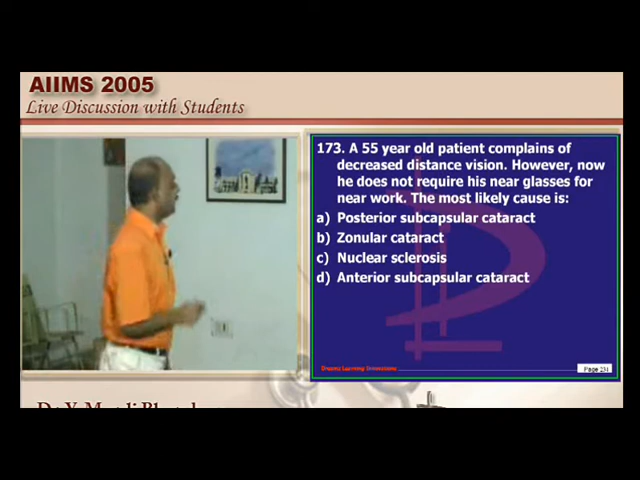 AIIMS 2005
Live Discussion with Students
173. A 55 year old patient complains of
decreased distance vision. However, now
he does not require his near glasses for
near work. The most likely cause is:
a) Posterior subcapsular cataract
b) Zonular cataract
c) Nuclear sclerosis
d) Anterior subcapsular cataract
Page 231